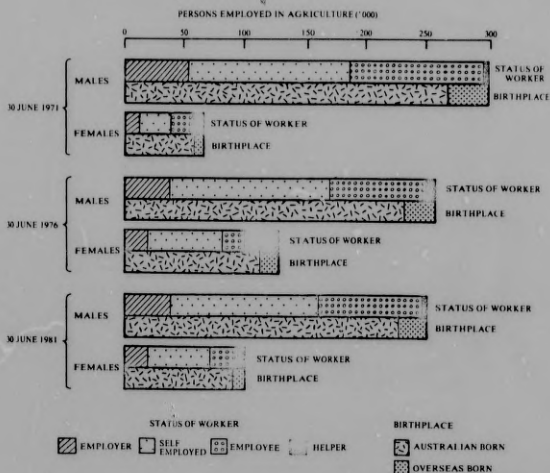 PERSONS EMPLOYED IN AGRICULTURE ('000)
0 50 100 150 200 250 300
30 JUNE 1971
MALES
STATUS OF WORKER
BIRTHPLACE
FEMALES
STATUS OF WORKER
BIRTHPLACE
30 JUNE 1976
MALES
STATUS OF WORKER
BIRTHPLACE
FEMALES
STATUS OF WORKER
BIRTHPLACE
30 JUNE 1981
MALES
STATUS OF WORKER
BIRTHPLACE
FEMALES
STATUS OF WORKER
BIRTHPLACE
STATUS OF WORKER
EMPLOYER
SELF EMPLOYED
EMPLOYEE
HELPER
BIRTHPLACE
AUSTRALIAN BORN
OVERSEAS BORN